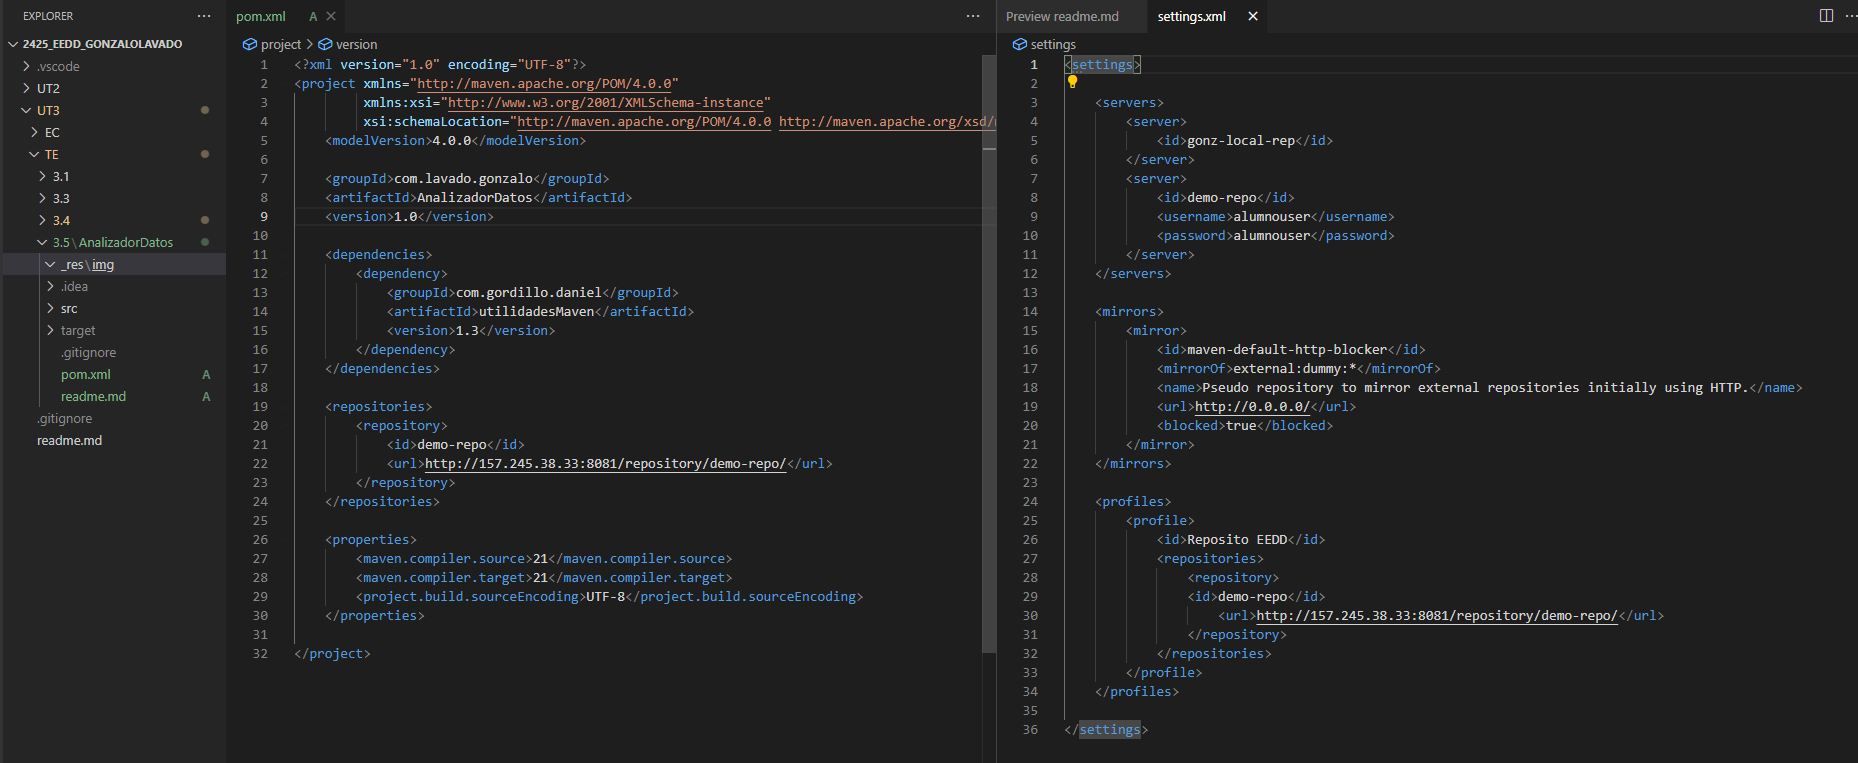 EXPLORER
2425_EEDD_GONZALOLAVADO
.vscode
UT2
UT3
EC
TE
3.1
3.3
3.4
3.5\AnalizadorDatos
_res\img
.idea
src
target
.gitignore
pom.xml A
readme.md A
.gitignore
readme.md
pom.xml A
project > version
1 <?xml version="1.0" encoding="UTF-8"?>
2 <project xmlns="http://maven.apache.org/POM/4.0.0"
3 xmlns:xsi="http://www.w3.org/2001/XMLSchema-instance"
4 xsi:schemaLocation="http://maven.apache.org/POM/4.0.0 http://maven.apache.org/xsd/
5 <modelVersion>4.0.0</modelVersion>
6
7 <groupId>com.lavado.gonzalo</groupId>
8 <artifactId>AnalizadorDatos</artifactId>
9 <version>1.0</version>
10
11 <dependencies>
12 <dependency>
13 <groupId>com.gordillo.daniel</groupId>
14 <artifactId>utilidadesMaven</artifactId>
15 <version>1.3</version>
16 </dependency>
17 </dependencies>
18
19 <repositories>
20 <repository>
21 <id>demo-repo</id>
22 <url>http://157.245.38.33:8081/repository/demo-repo/</url>
23 </repository>
24 </repositories>
25
26 <properties>
27 <maven.compiler.source>21</maven.compiler.source>
28 <maven.compiler.target>21</maven.compiler.target>
29 <project.build.sourceEncoding>UTF-8</project.build.sourceEncoding>
30 </properties>
31
32 </project>
Preview readme.md
settings.xml
settings
1 <settings>
2
3 <servers>
4 <server>
5 <id>gonz-local-rep</id>
6 </server>
7 <server>
8 <id>demo-repo</id>
9 <username>alumnouser</username>
10 <password>alumnouser</password>
11 </server>
12 </servers>
13
14 <mirrors>
15 <mirror>
16 <id>maven-default-http-blocker</id>
17 <mirrorOf>external:dummy:*</mirrorOf>
18 <name>Pseudo repository to mirror external repositories initially using HTTP.</name>
19 <url>http://0.0.0.0/</url>
20 <blocked>true</blocked>
21 </mirror>
22 </mirrors>
23
24 <profiles>
25 <profile>
26 <id>Reposito EEDD</id>
27 <repositories>
28 <repository>
29 <id>demo-repo</id>
30 <url>http://157.245.38.33:8081/repository/demo-repo/</url>
31 </repository>
32 </repositories>
33 </profile>
34 </profiles>
35
36 </settings>